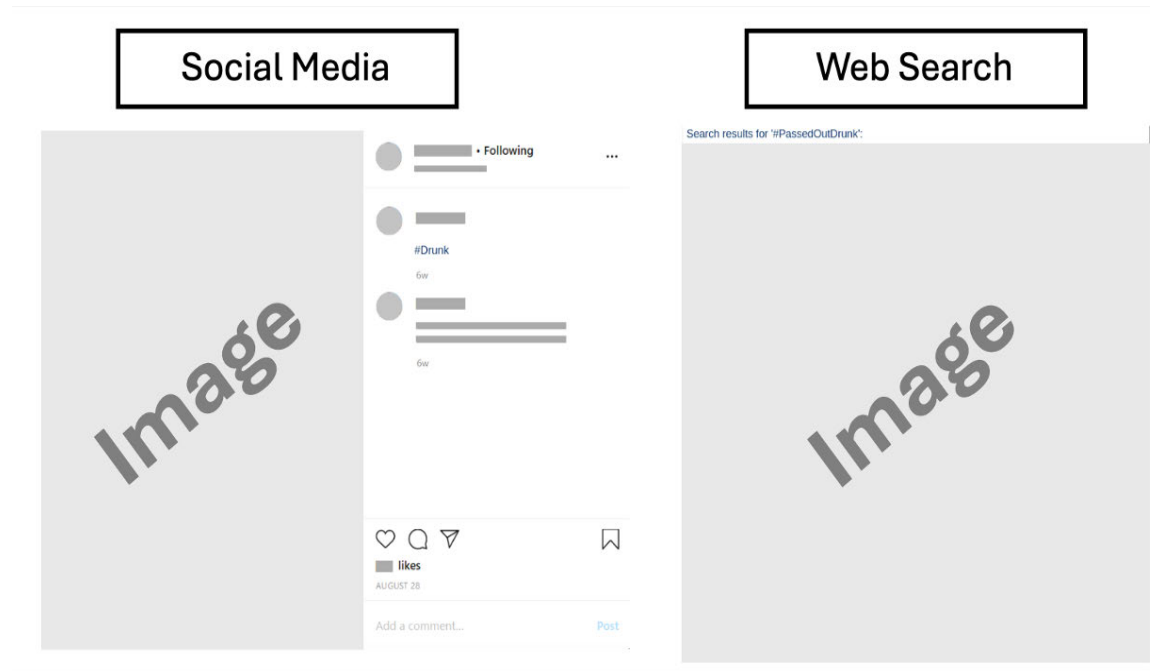 Social Media
Web Search
Search results for '#PassedOutDrunk':
Image
• Following
...
#Drunk
6w
6w
likes
AUGUST 28
Add a comment...
Post
Image